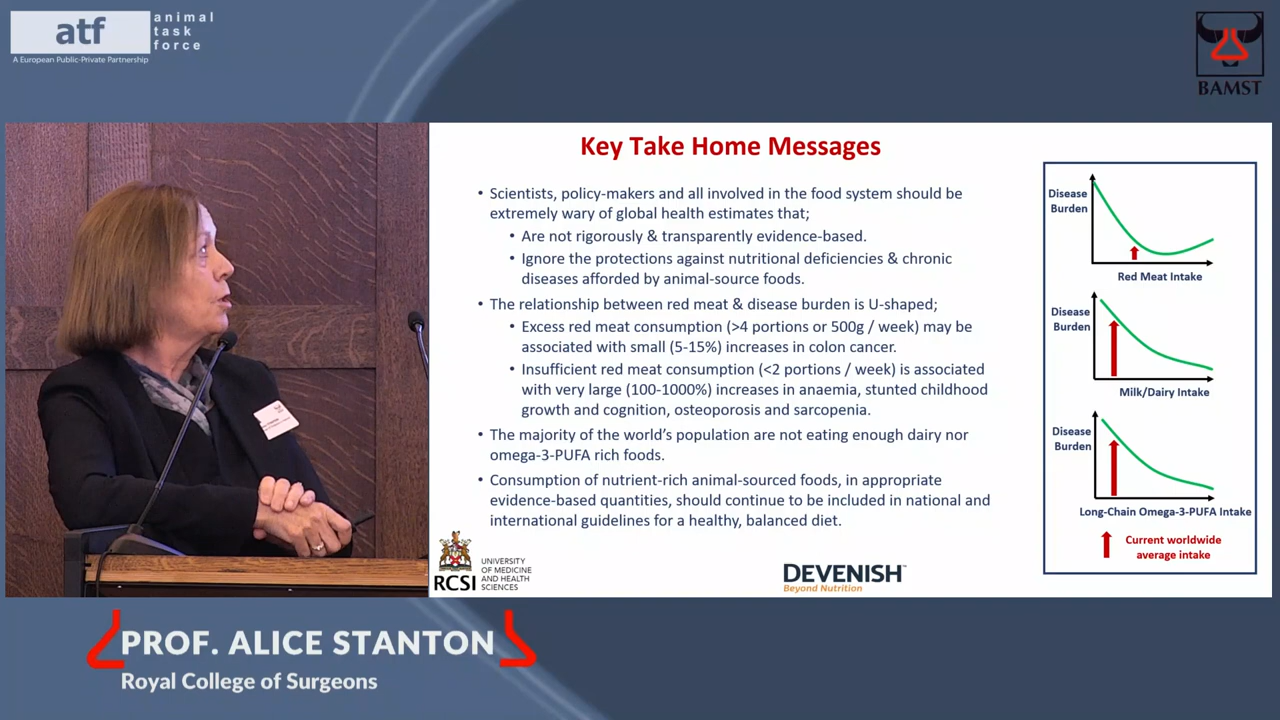 atf
animal
task
force
A European Public-Private Partnership
BAMST
Key Take Home Messages
• Scientists, policy-makers and all involved in the food system should be
extremely wary of global health estimates that;
• Are not rigorously & transparently evidence-based.
• Ignore the protections against nutritional deficiencies & chronic
diseases afforded by animal-source foods.
• The relationship between red meat & disease burden is U-shaped;
• Excess red meat consumption (>4 portions or 500g / week) may be
associated with small (5-15%) increases in colon cancer.
• Insufficient red meat consumption (<2 portions / week) is associated
with very large (100-1000%) increases in anaemia, stunted childhood
growth and cognition, osteoporosis and sarcopenia.
• The majority of the world's population are not eating enough dairy nor
omega-3-PUFA rich foods.
• Consumption of nutrient-rich animal-sourced foods, in appropriate
evidence-based quantities, should continue to be included in national and
international guidelines for a healthy, balanced diet.
Disease
Burden
Red Meat Intake
Disease
Burden
Milk/Dairy Intake
Disease
Burden
Long-Chain Omega-3-PUFA Intake
Current worldwide
average intake
RCSI
UNIVERSITY
OF MEDICINE
AND HEALTH
SCIENCES
DEVENISH™
Beyond Nutrition
PROF. ALICE STANTON
Royal College of Surgeons